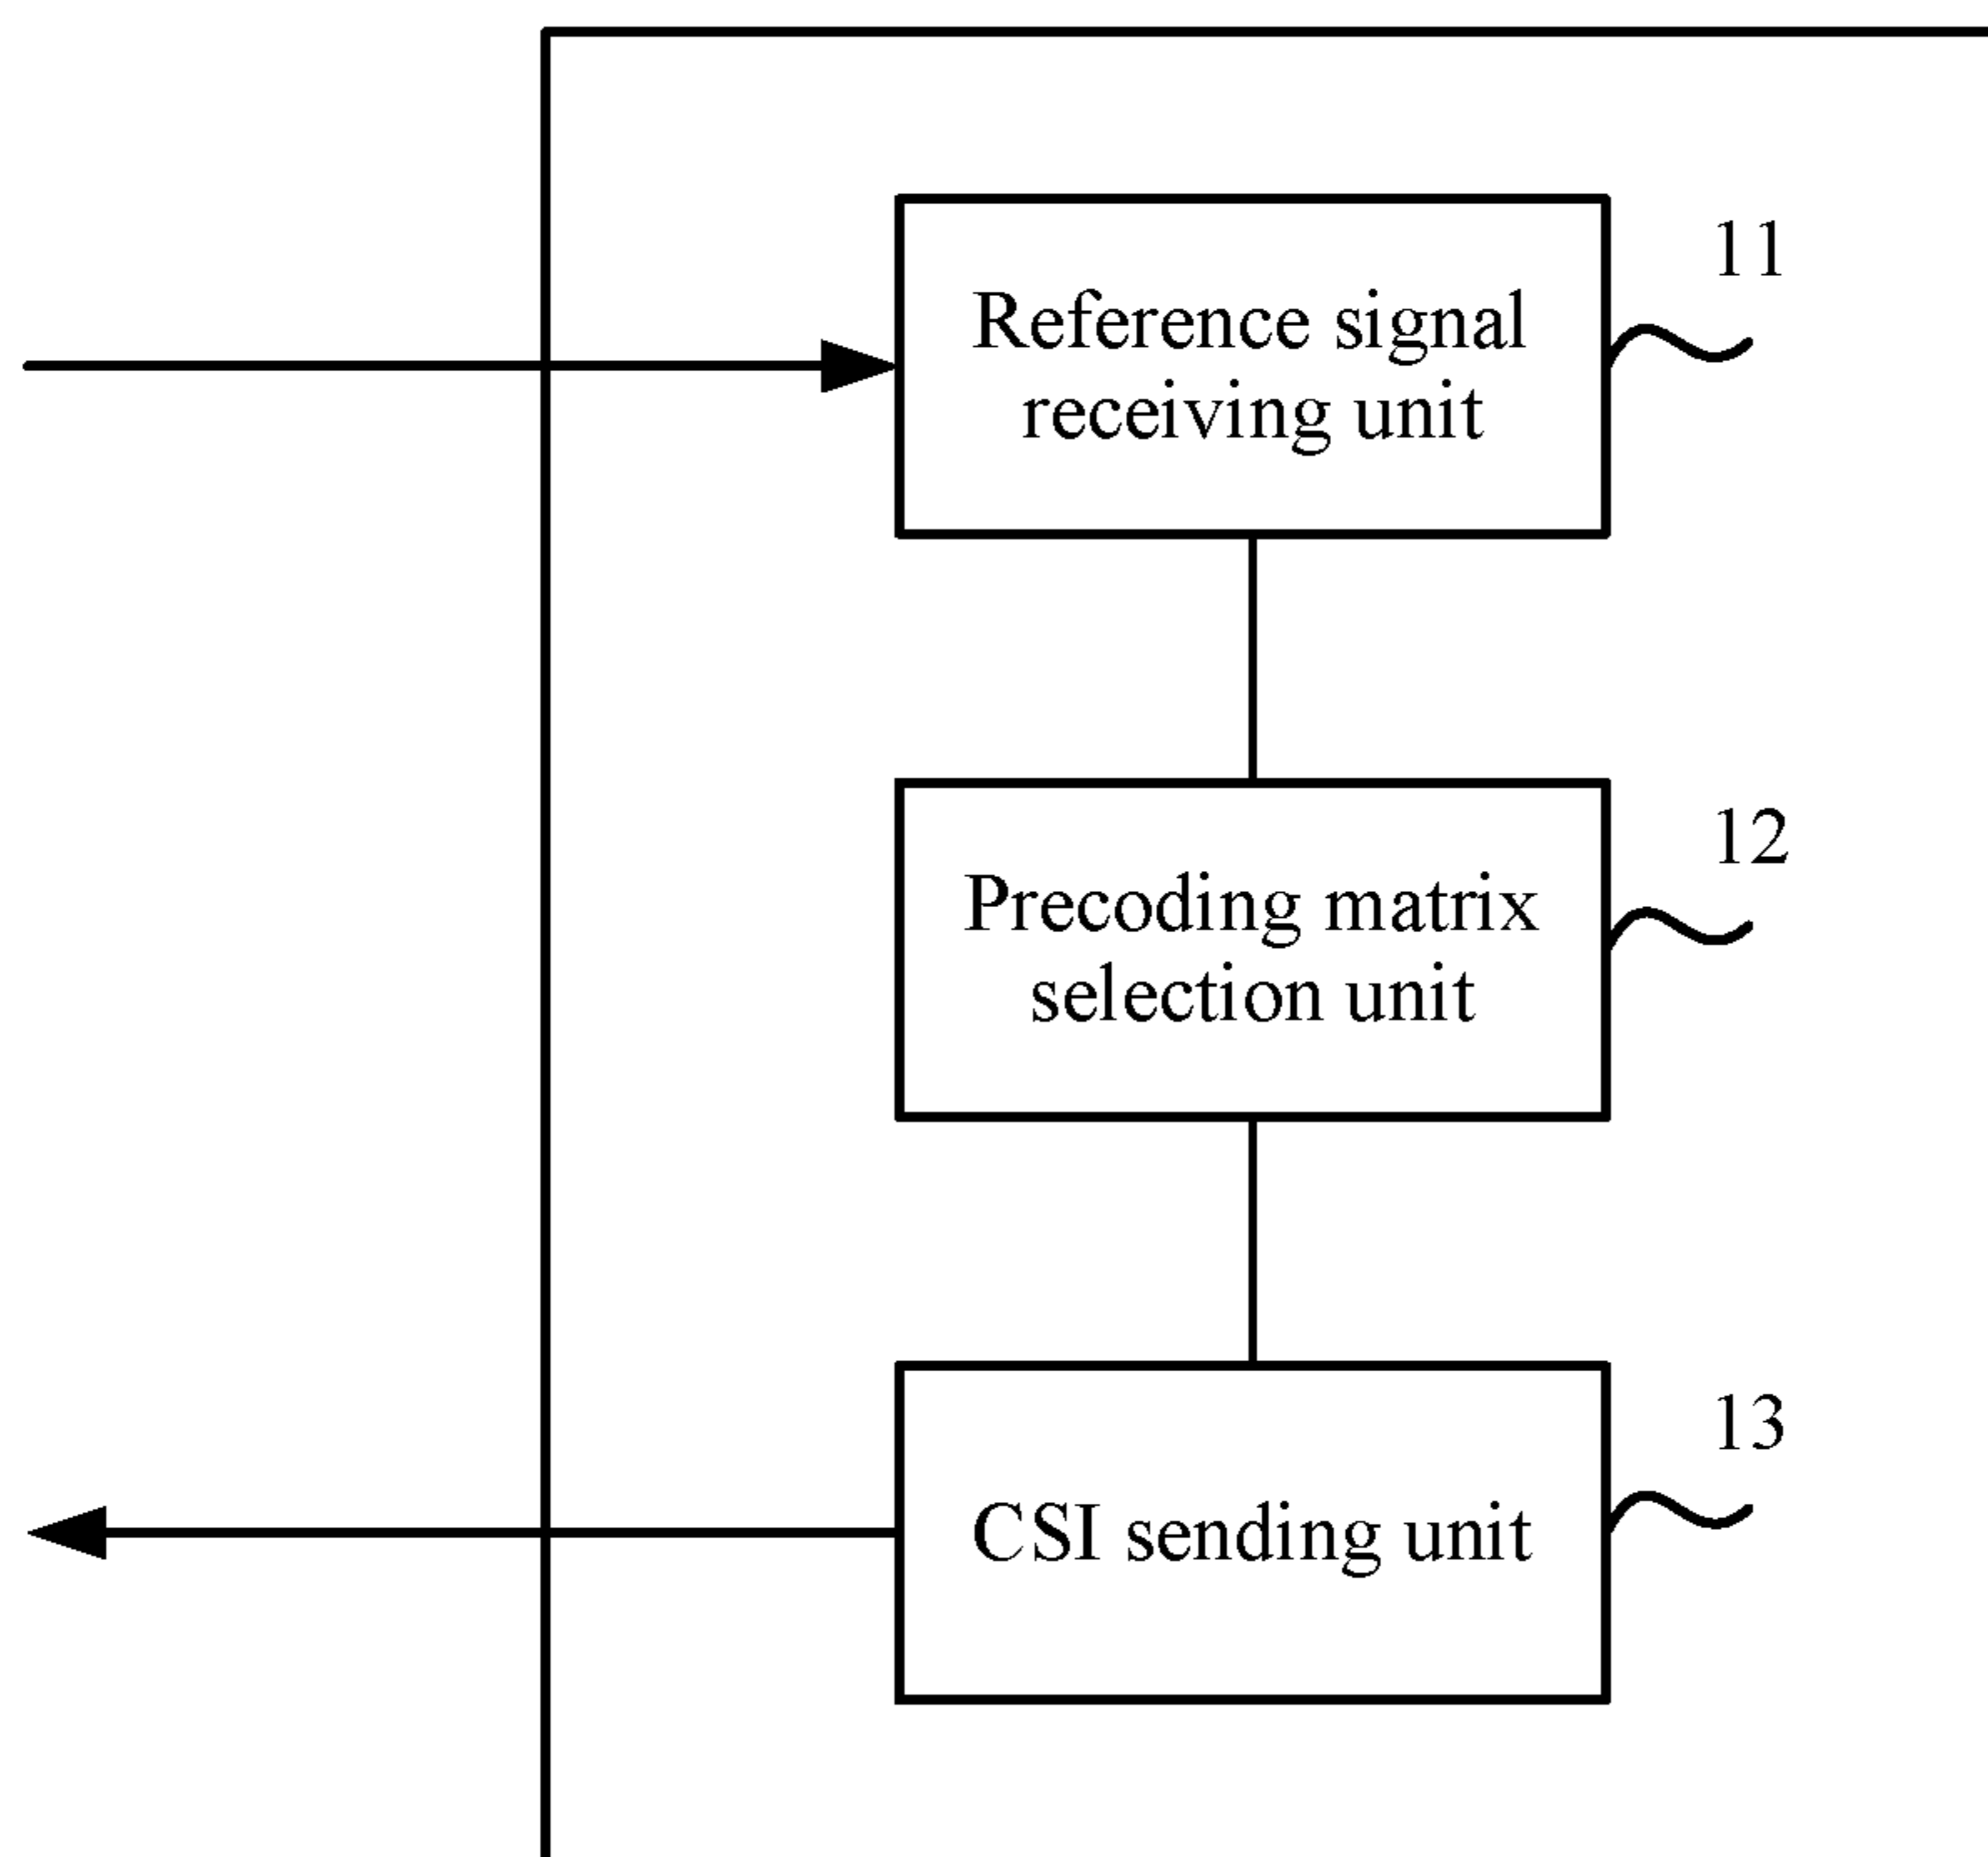 11
Reference signal
receiving unit
12
Precoding matrix
selection unit
13
CSI sending unit